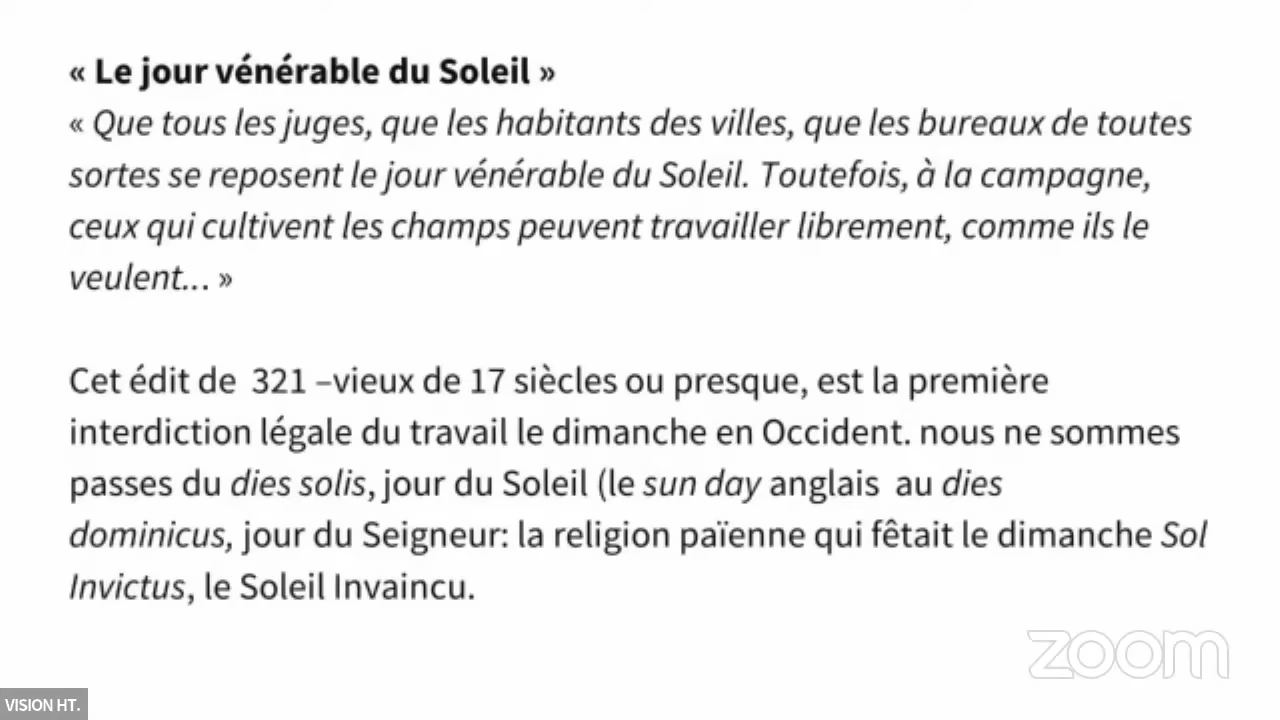 « Le jour vénérable du Soleil »
« Que tous les juges, que les habitants des villes, que les bureaux de toutes
sortes se reposent le jour vénérable du Soleil. Toutefois, à la campagne,
ceux qui cultivent les champs peuvent travailler librement, comme ils le
veulent... »
Cet édit de  321 –vieux de 17 siècles ou presque, est la première
interdiction légale du travail le dimanche en Occident. nous ne sommes
passes du dies solis, jour du Soleil (le sun day anglais  au dies
dominicus, jour du Seigneur: la religion païenne qui fêtait le dimanche Sol
Invictus, le Soleil Invaincu.
zoom
VISION HT.